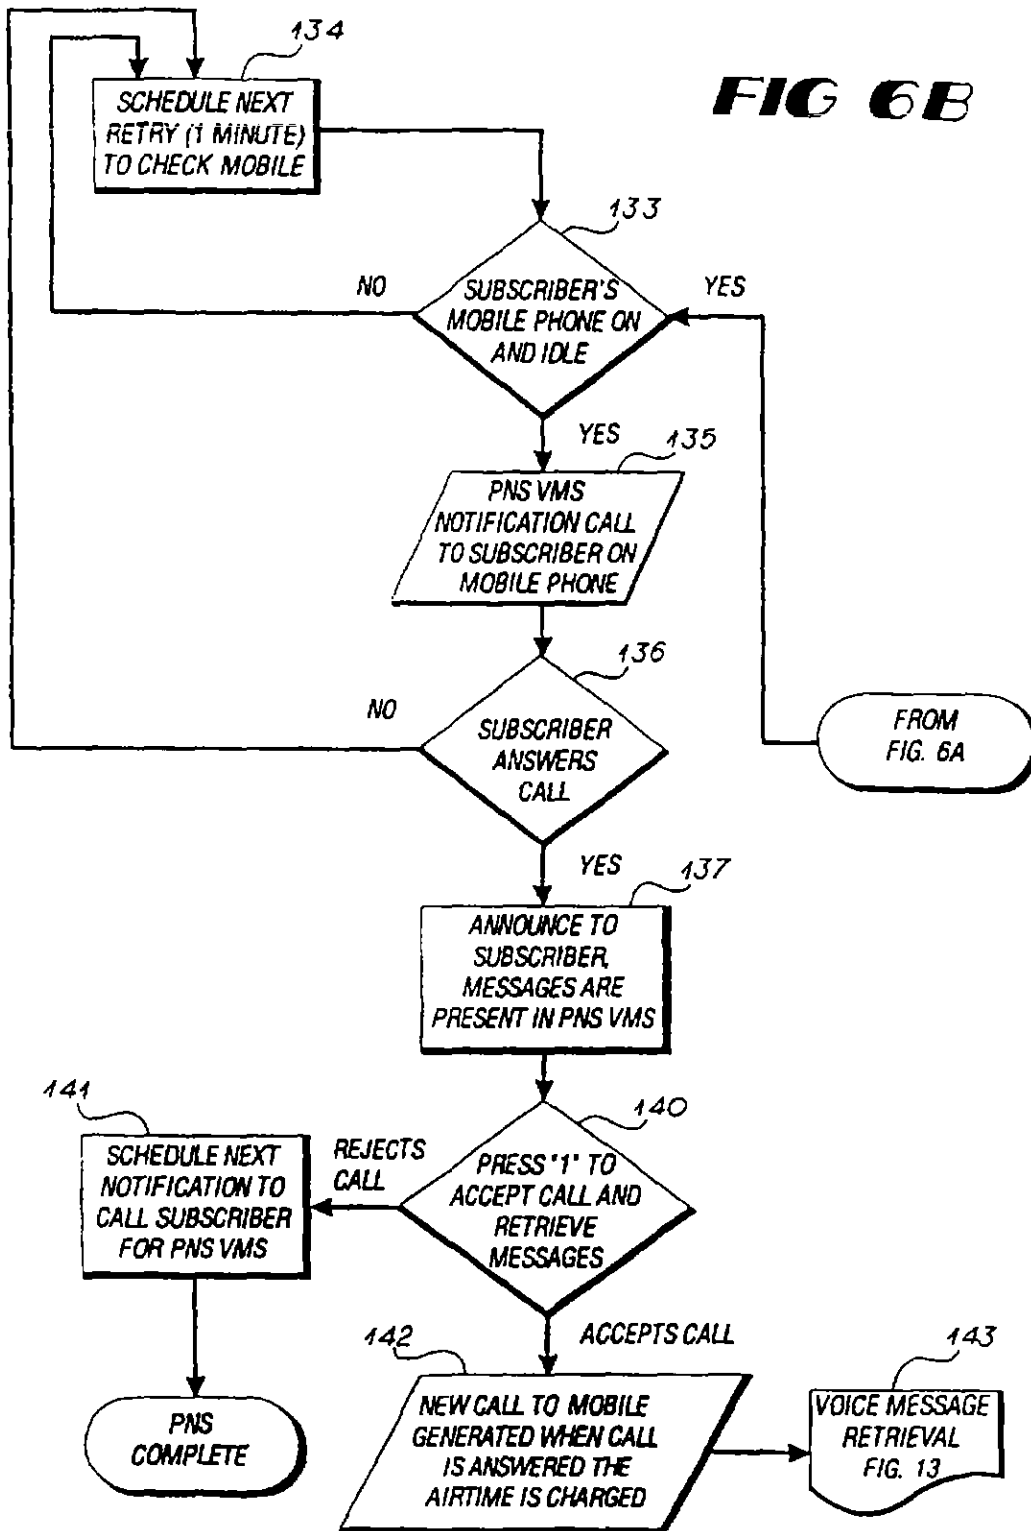 134
FIG 6B
SCHEDULE NEXT
RETRY (1 MINUTE)
TO CHECK MOBILE
133
NO
SUBSCRIBER'S
MOBILE PHONE ON
AND IDLE
YES
YES
135
PNS VMS
NOTIFICATION CALL
TO SUBSCRIBER ON
MOBILE PHONE
136
NO
SUBSCRIBER
ANSWERS
CALL
FROM
FIG. 6A
YES
137
ANNOUNCE TO
SUBSCRIBER,
MESSAGES ARE
PRESENT IN PNS VMS
141
140
SCHEDULE NEXT
NOTIFICATION TO
CALL SUBSCRIBER
FOR PNS VMS
REJECTS
CALL
PRESS "1" TO
ACCEPT CALL AND
RETRIEVE
MESSAGES
ACCEPTS CALL
142
143
PNS
COMPLETE
NEW CALL TO MOBILE
GENERATED WHEN CALL
IS ANSWERED THE
AIRTIME IS CHARGED
VOICE MESSAGE
RETRIEVAL
FIG. 13